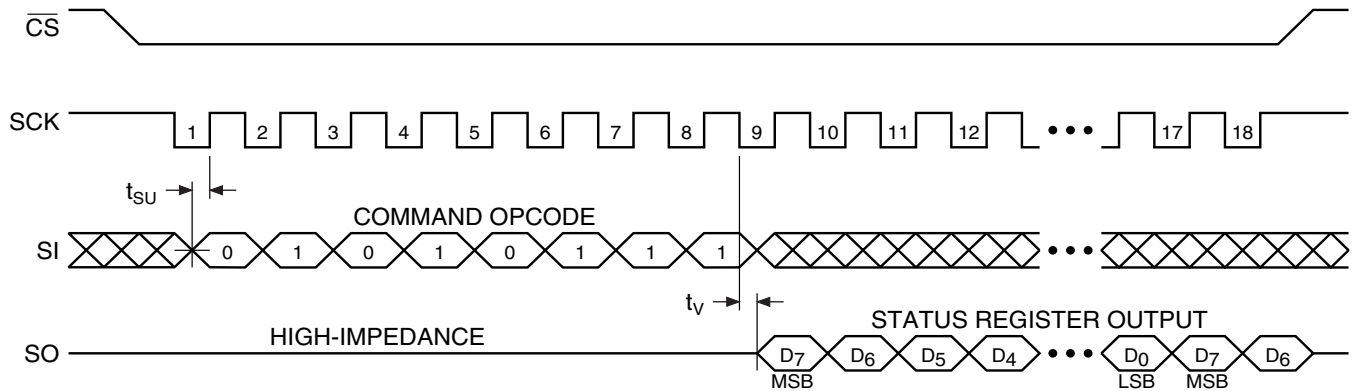 CS
SCK 1 2 3 4 5 6 7 8 9 10 11 12 ••• 17 18
tSU
COMMAND OPCODE
SI 0 1 0 1 0 1 1 1 •••
tV
HIGH-IMPEDANCE STATUS REGISTER OUTPUT
SO D7 D6 D5 D4 ••• D0 D7 D6
MSB LSB MSB